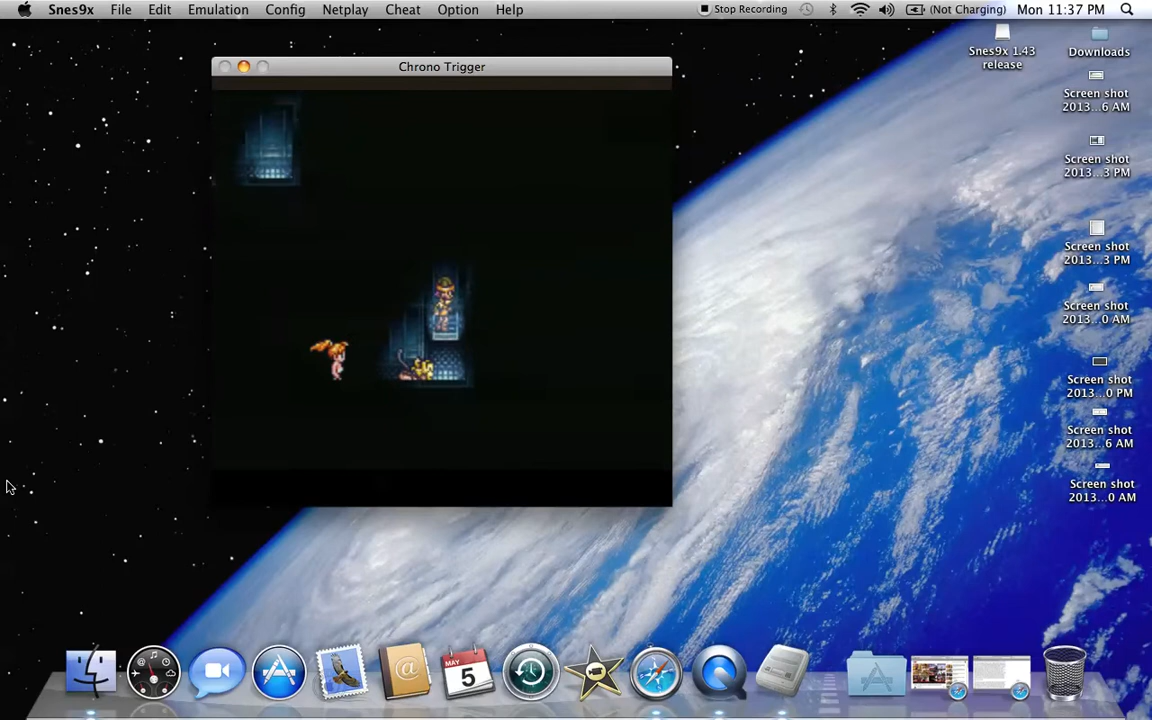 Snes9x File Edit Emulation Config Netplay Cheat Option Help Stop Recording (Not Charging) Mon 11:37 PM
Chrono Trigger
Snes9x 1.43
release
Downloads
Screen shot
2013...6 AM
Screen shot
2013...3 PM
Screen shot
2013...3 PM
Screen shot
2013...0 AM
Screen shot
2013...0 PM
Screen shot
2013...6 AM
Screen shot
2013...0 AM
MAY
5